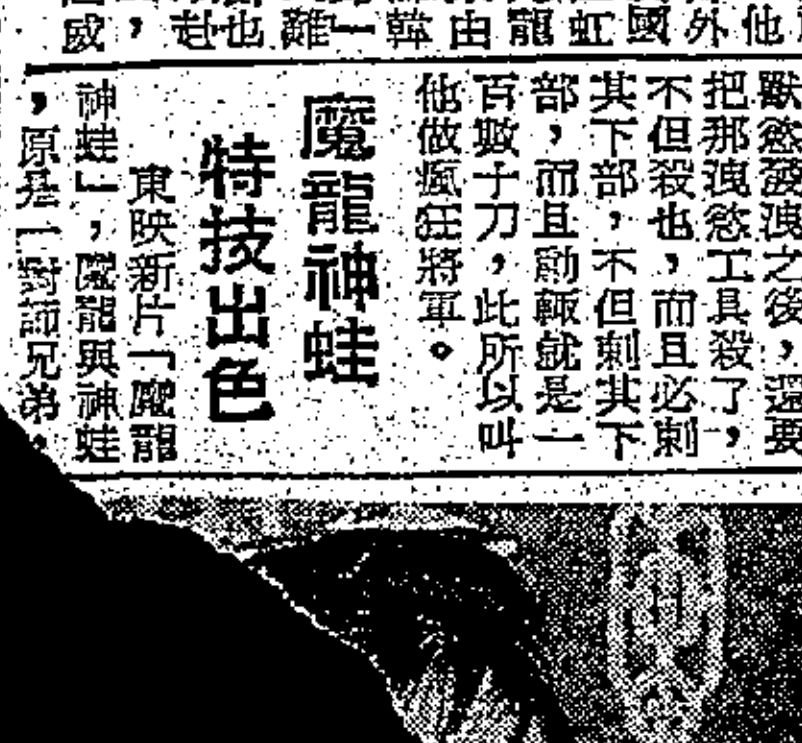 他
外
國
虹
龍
由
韓
難一
也
赴
，
威
獸慾發洩之後，還要
把那洩慾工具殺了，
不但殺也，而且必刺
其下部，不但刺其下
部，而且動輒就是一
百數十刀，此所以叫
他做瘋狂將軍。
魔龍神蛙
特技出色
東映新片「魔龍
神蛙」，魔龍與神蛙
，原是一對師兄弟，